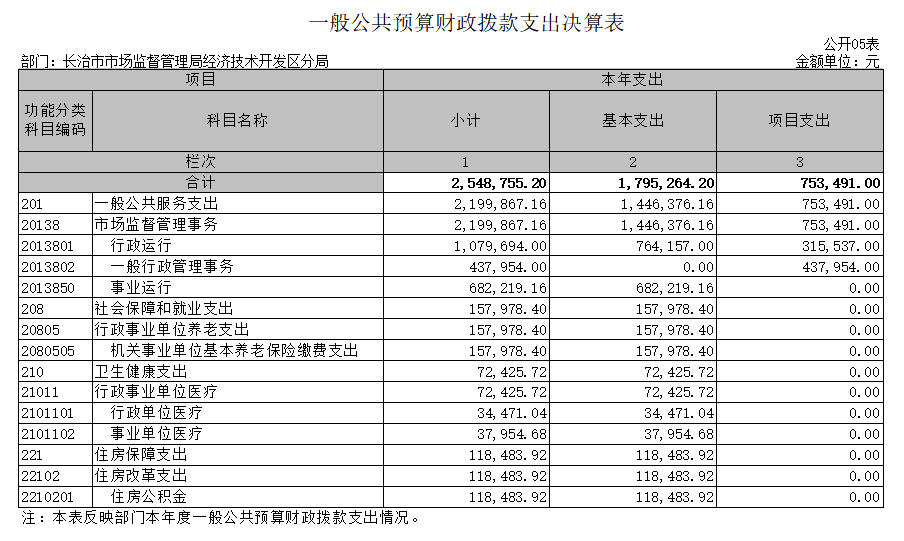 一般公共预算财政拨款支出决算表
公开05表
部门：长治市市场监督管理局经济技术开发区分局 金额单位：元
项目 本年支出
功能分类科目编码 科目名称 小计 基本支出 项目支出
栏次 1 2 3
合计 2,548,755.20 1,795,264.20 753,491.00
201 一般公共服务支出 2,199,867.16 1,446,376.16 753,491.00
20138 市场监督管理事务 2,199,867.16 1,446,376.16 753,491.00
2013801 行政运行 1,079,694.00 764,157.00 315,537.00
2013802 一般行政管理事务 437,954.00 0.00 437,954.00
2013850 事业运行 682,219.16 682,219.16 0.00
208 社会保障和就业支出 157,978.40 157,978.40 0.00
20805 行政事业单位养老支出 157,978.40 157,978.40 0.00
2080505 机关事业单位基本养老保险缴费支出 157,978.40 157,978.40 0.00
210 卫生健康支出 72,425.72 72,425.72 0.00
21011 行政事业单位医疗 72,425.72 72,425.72 0.00
2101101 行政单位医疗 34,471.04 34,471.04 0.00
2101102 事业单位医疗 37,954.68 37,954.68 0.00
221 住房保障支出 118,483.92 118,483.92 0.00
22102 住房改革支出 118,483.92 118,483.92 0.00
2210201 住房公积金 118,483.92 118,483.92 0.00
注：本表反映部门本年度一般公共预算财政拨款支出情况。